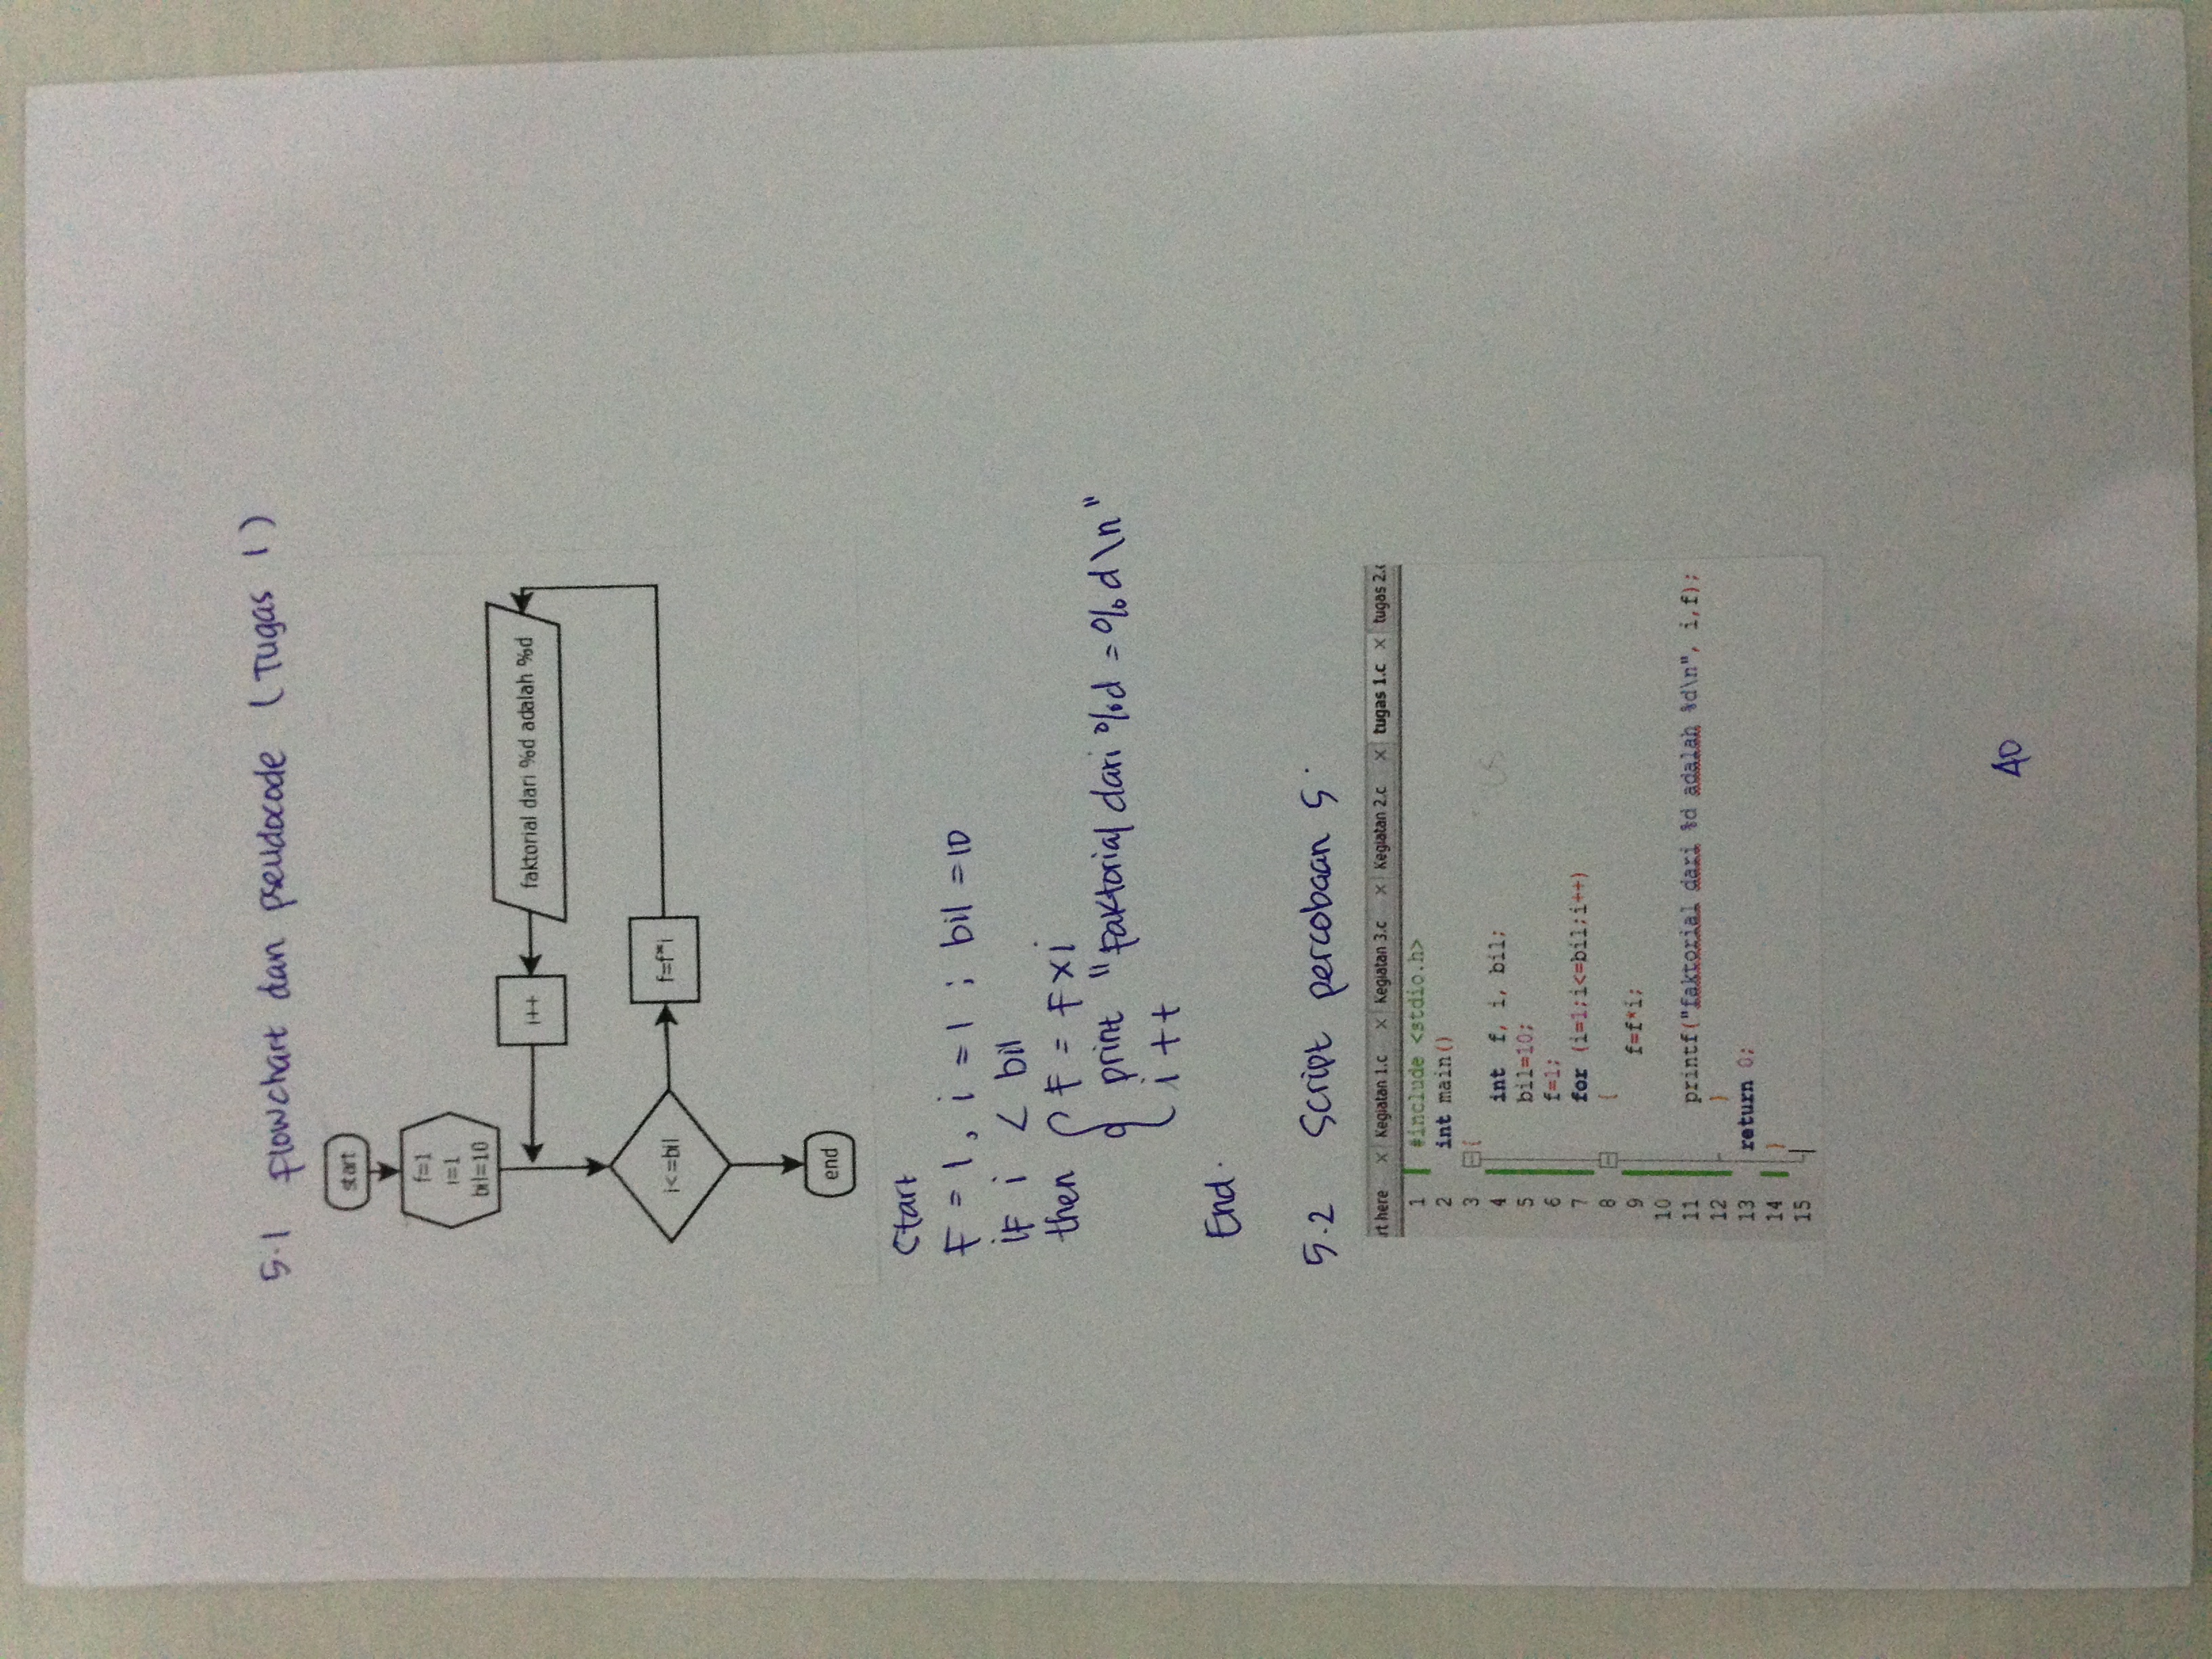 5.1 Flowchart dan pseudocode (Tugas 1)
start
f=1
i=1
bil=10
i++
faktorial dari %d adalah %d
i<=bil
f=f*i
end
Start
F = 1, i = 1 ; bil = 10
if i < bil
then { F = F x i
print "Faktorial dari %d = %d \n"
i ++
End.
5.2 Script percobaan 5
rt here × Kegiatan 1.c × Kegiatan 3.c × Kegiatan 2.c × tugas 1.c × tugas 2.c
1 #include <stdio.h>
2 int main()
3 {
4 int f, i, bil;
5 bil=10;
6 f=1;
7 for (i=1;i<=bil;i++)
8 {
9 f=f*i;
10
11 printf("faktorial dari %d adalah %d\n", i,f);
12 }
13 return 0;
14 }
15
40